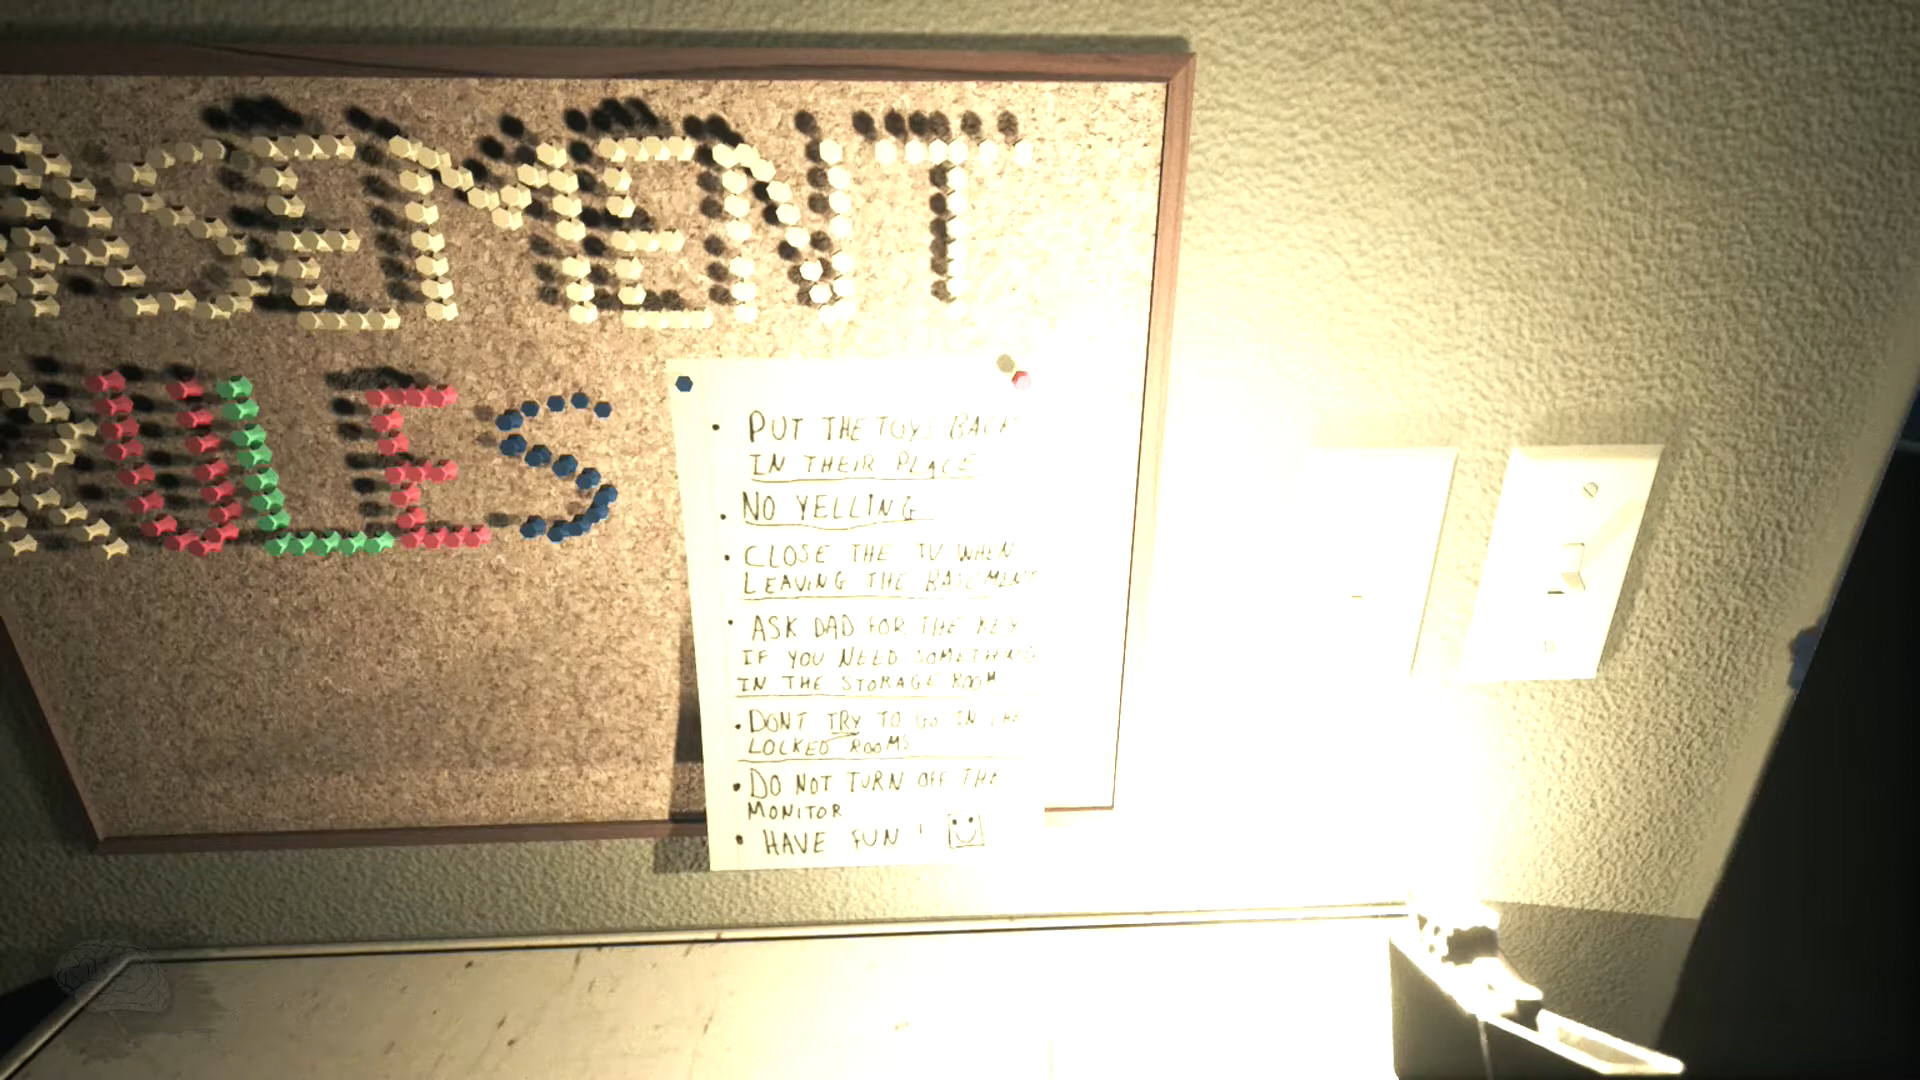 BASEMENT
RULES
• PUT THE TOYS BACK
IN THEIR PLACE
• NO YELLING
• CLOSE THE TV WHEN
LEAVING THE BASEMENT
• ASK DAD FOR THE KEY
IF YOU NEED SOMETHING
IN THE STORAGE ROOM
• DONT TRY TO GO IN THE
LOCKED ROOMS
• DO NOT TURN OFF THE
MONITOR
• HAVE FUN !